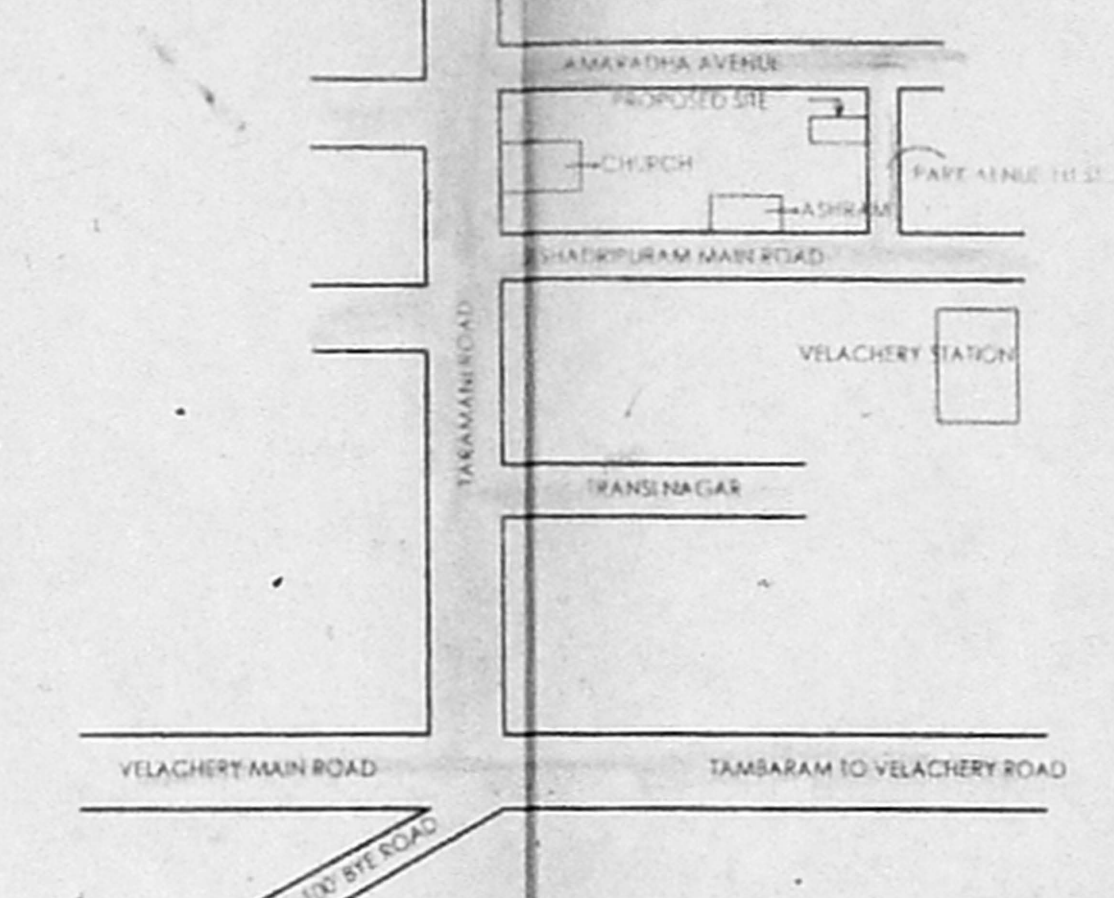 AMARADHA AVENUE
PROPOSED SITE
CHURCH
PARK
ASHRAM
SHADRIPURAM MAIN ROAD
TARAMANI ROAD
VELACHERY STATION
TRANSI NAGAR
VELACHERY MAIN ROAD
TAMBARAM TO VELACHERY ROAD
100' BYE ROAD